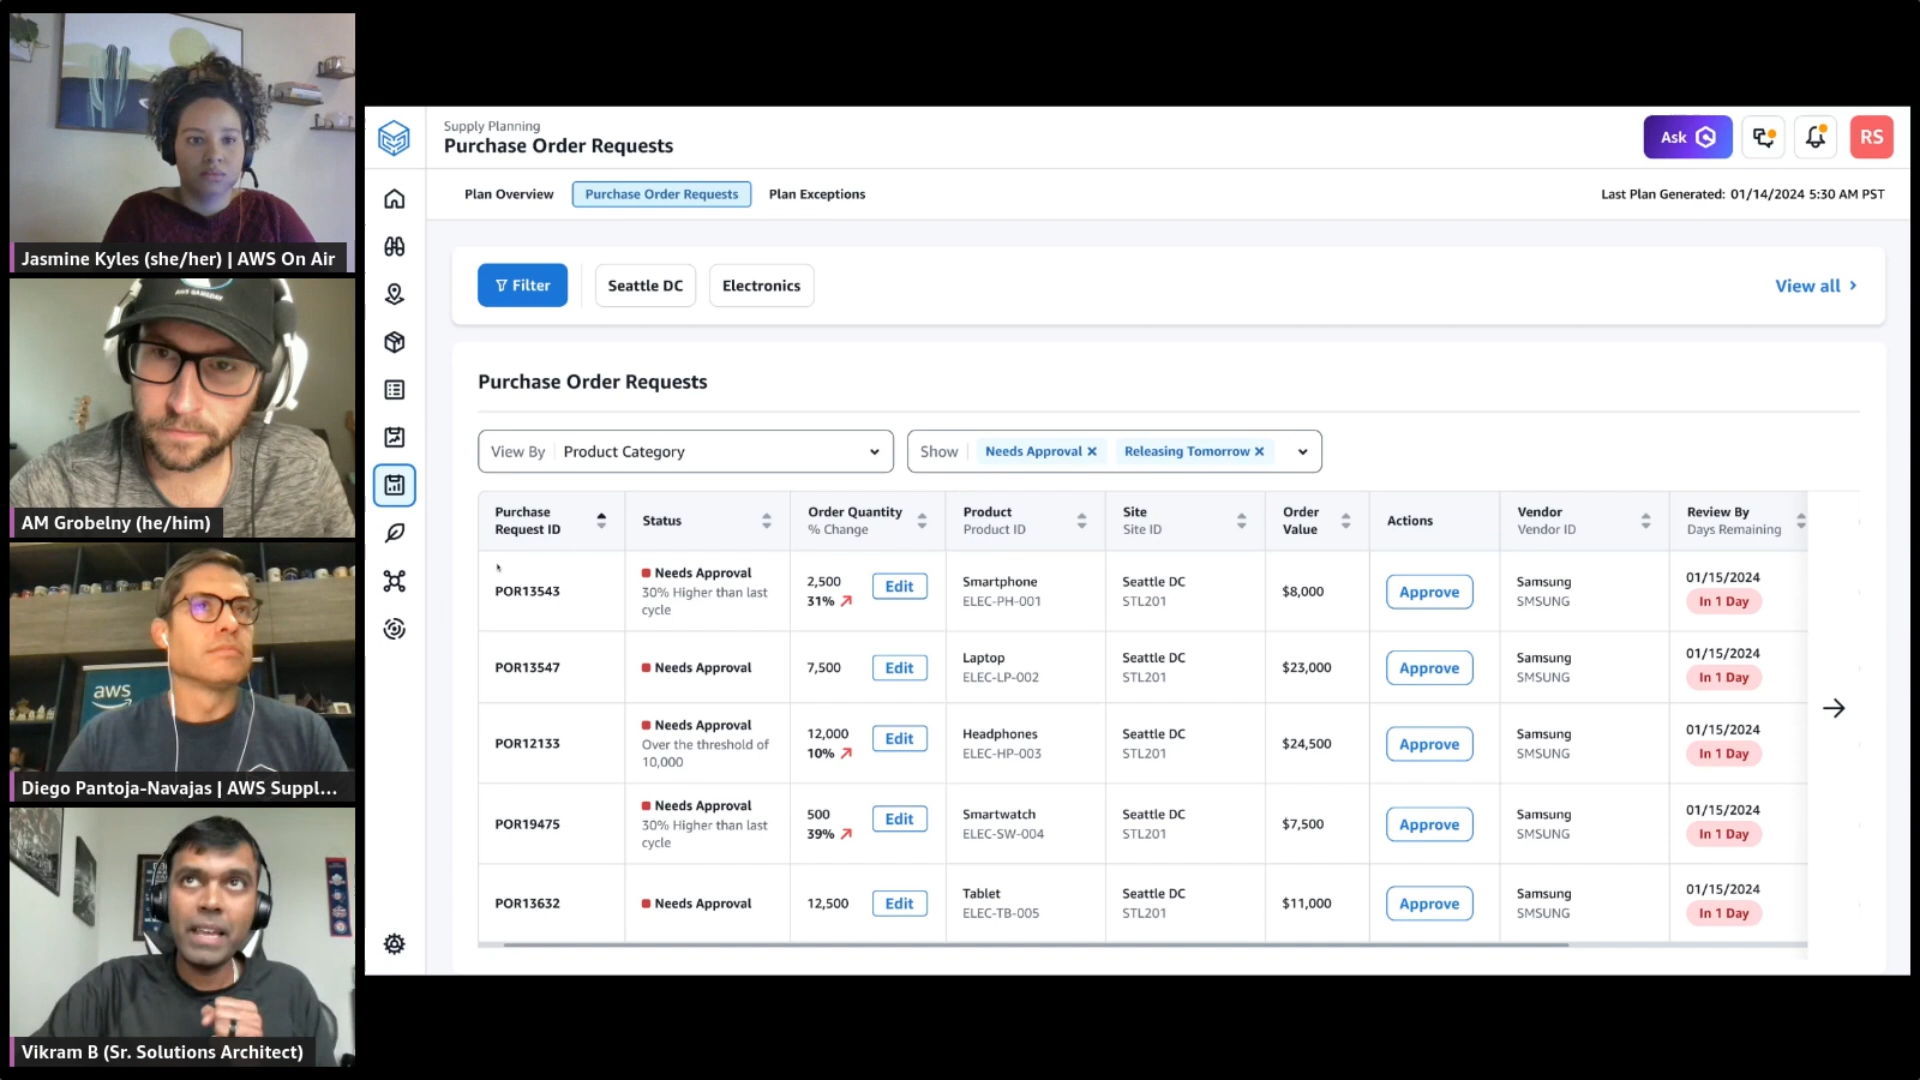 Jasmine Kyles (she/her) | AWS On Air
AWS GAMEDAY
AM Grobelny (he/him)
aws
Diego Pantoja-Navajas | AWS Suppl...
Vikram B (Sr. Solutions Architect)
Supply Planning
Purchase Order Requests
Ask
RS
Plan Overview
Purchase Order Requests
Plan Exceptions
Last Plan Generated: 01/14/2024 5:30 AM PST
Filter
Seattle DC
Electronics
View all
Purchase Order Requests
View By Product Category
Show Needs Approval Releasing Tomorrow
Purchase Request ID
Status
Order Quantity % Change
Product Product ID
Site Site ID
Order Value
Actions
Vendor Vendor ID
Review By Days Remaining
POR13543
Needs Approval
30% Higher than last
cycle
2,500
31%
Edit
Smartphone
ELEC-PH-001
Seattle DC
STL201
$8,000
Approve
Samsung
SMSUNG
01/15/2024
In 1 Day
POR13547
Needs Approval
7,500
Edit
Laptop
ELEC-LP-002
Seattle DC
STL201
$23,000
Approve
Samsung
SMSUNG
01/15/2024
In 1 Day
POR12133
Needs Approval
Over the threshold of
10,000
12,000
10%
Edit
Headphones
ELEC-HP-003
Seattle DC
STL201
$24,500
Approve
Samsung
SMSUNG
01/15/2024
In 1 Day
POR19475
Needs Approval
30% Higher than last
cycle
500
39%
Edit
Smartwatch
ELEC-SW-004
Seattle DC
STL201
$7,500
Approve
Samsung
SMSUNG
01/15/2024
In 1 Day
POR13632
Needs Approval
12,500
Edit
Tablet
ELEC-TB-005
Seattle DC
STL201
$11,000
Approve
Samsung
SMSUNG
01/15/2024
In 1 Day